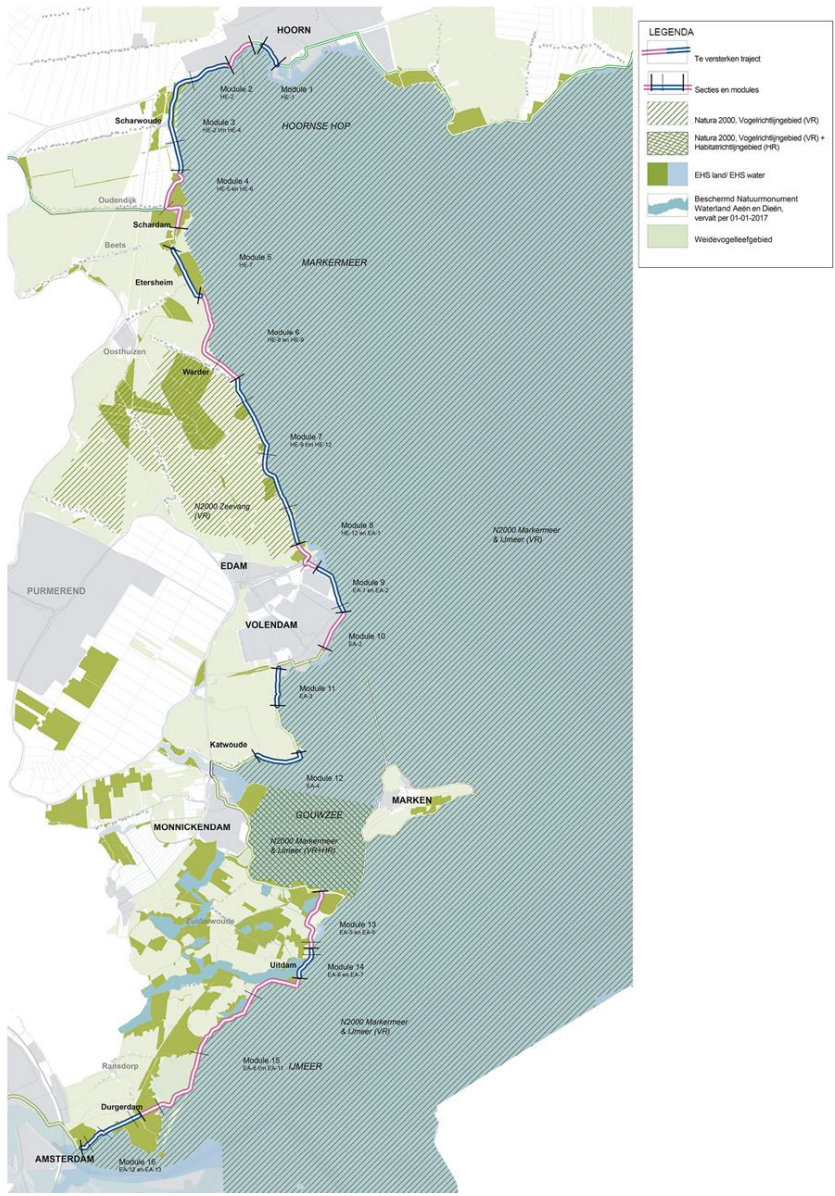 HOORN
Module 2
HE-2
Module 1
HE-1
Scharwoude
Module 3
HE-2 t/m HE-4
HOORNSE HOP
Module 4
HE-5 en HE-6
Oudendijk
Schardam
Beets
Module 5
HE-7
MARKERMEER
Etersheim
Module 6
HE-8 en HE-9
Oosthuizen
Warder
Module 7
HE-9 t/m HE-12
N2000 Zeevang
(VR)
Module 8
HE-12 en EA-1
N2000 Markermeer
& IJmeer (VR)
EDAM
Module 9
EA-1 en EA-2
PURMEREND
VOLENDAM
Module 10
EA-2
Module 11
EA-3
Katwoude
Module 12
EA-4
MARKEN
GOUWZEE
MONNICKENDAM
N2000 Markermeer
& IJmeer (VR+HR)
Zuiderwoude
Module 13
EA-5 en EA-6
Uitdam
Module 14
EA-6 en EA-7
N2000 Markermeer
& IJmeer (VR)
Ransdorp
Module 15
EA-8 t/m EA-11
IJMEER
Durgerdam
AMSTERDAM
Module 16
EA-12 en EA-13
LEGENDA
Te versterken traject
Secties en modules
Natura 2000, Vogelrichtlijngebied (VR)
Natura 2000, Vogelrichtlijngebied (VR) +
Habitatrichtlijngebied (HR)
EHS land/ EHS water
Beschermd Natuurmonument
Waterland Aeën en Dieën,
vervalt per 01-01-2017
Weidevogelleefgebied